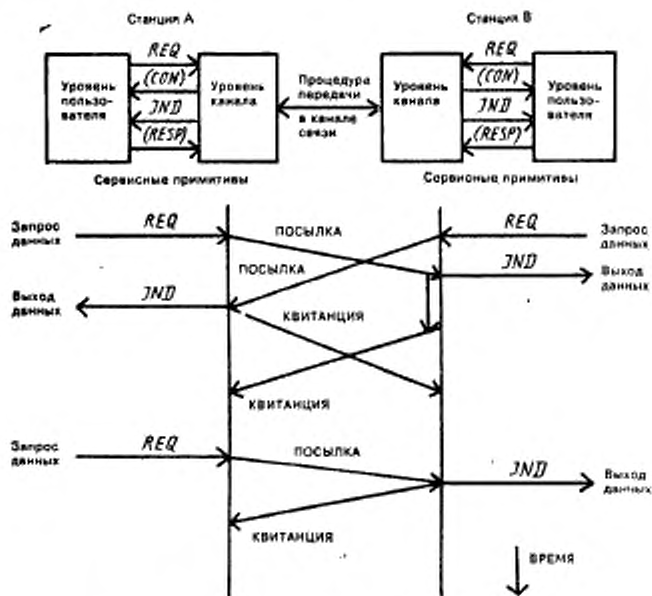 Станция А
Станция В
REQ
(CON)
JND
(RESP)
Уровень
пользо-
вателя
Уровень
канала
Процедура
передачи
в канале
связи
Уровень
канала
REQ
(CON)
JND
(RESP)
Уровень
пользо-
вателя
Сервисные примитивы
Сервисные примитивы
Запрос
данных
REQ
ПОСЫЛКА
REQ
Запрос
данных
ПОСЫЛКА
JND
Выход
данных
Выход
данных
JND
КВИТАНЦИЯ
КВИТАНЦИЯ
Запрос
данных
REQ
ПОСЫЛКА
JND
Выход
данных
КВИТАНЦИЯ
ВРЕМЯ